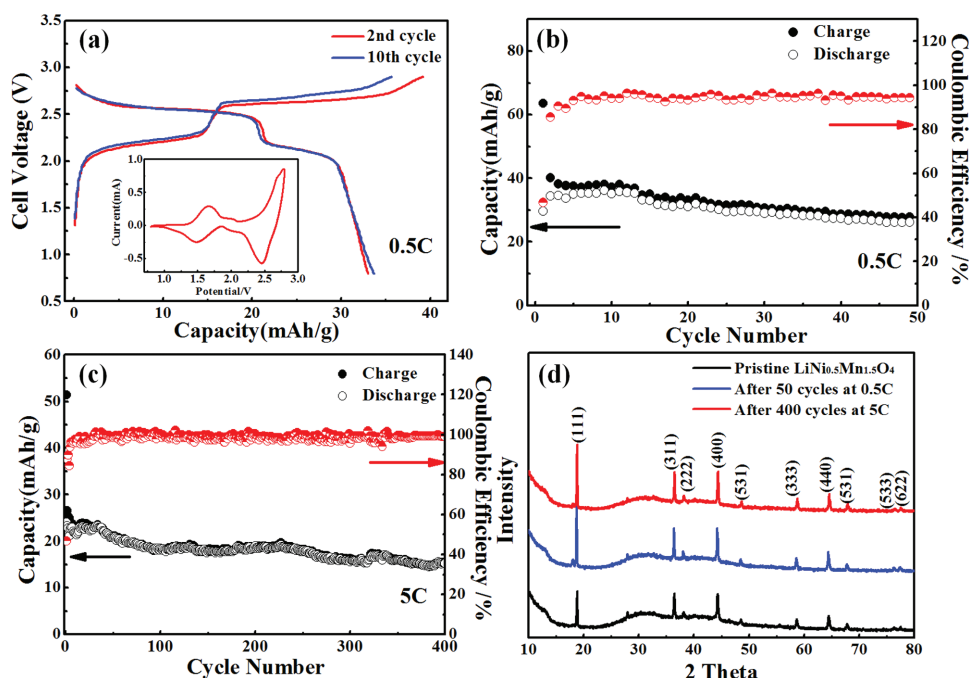 (a)
2nd cycle
10th cycle
Cell Voltage (V)
3.0
2.5
2.0
1.5
1.0
0.5
0.5C
Current(mA)
1.0
0.5
0.0
-0.5
1.0 1.5 2.0 2.5 3.0
Potential/V
0 10 20 30 40
Capacity(mAh/g)
(b)
Charge
Discharge
Capacity(mAh/g)
80
60
40
20
0
Coulombic Efficiency /%
120
100
80
60
40
20
0
0.5C
0 10 20 30 40 50
Cycle Number
(c)
Charge
Discharge
Capacity(mAh/g)
60
50
40
30
20
10
0
Coulombic Efficiency /%
140
120
100
80
60
40
20
0
5C
0 100 200 300 400
Cycle Number
(d)
Pristine LiNi0.5Mn1.5O4
After 50 cycles at 0.5C
After 400 cycles at 5C
Intensity
(111)
(311)
(222)
(400)
(531)
(333)
(440)
(531)
(533)
(622)
10 20 30 40 50 60 70 80
2 Theta